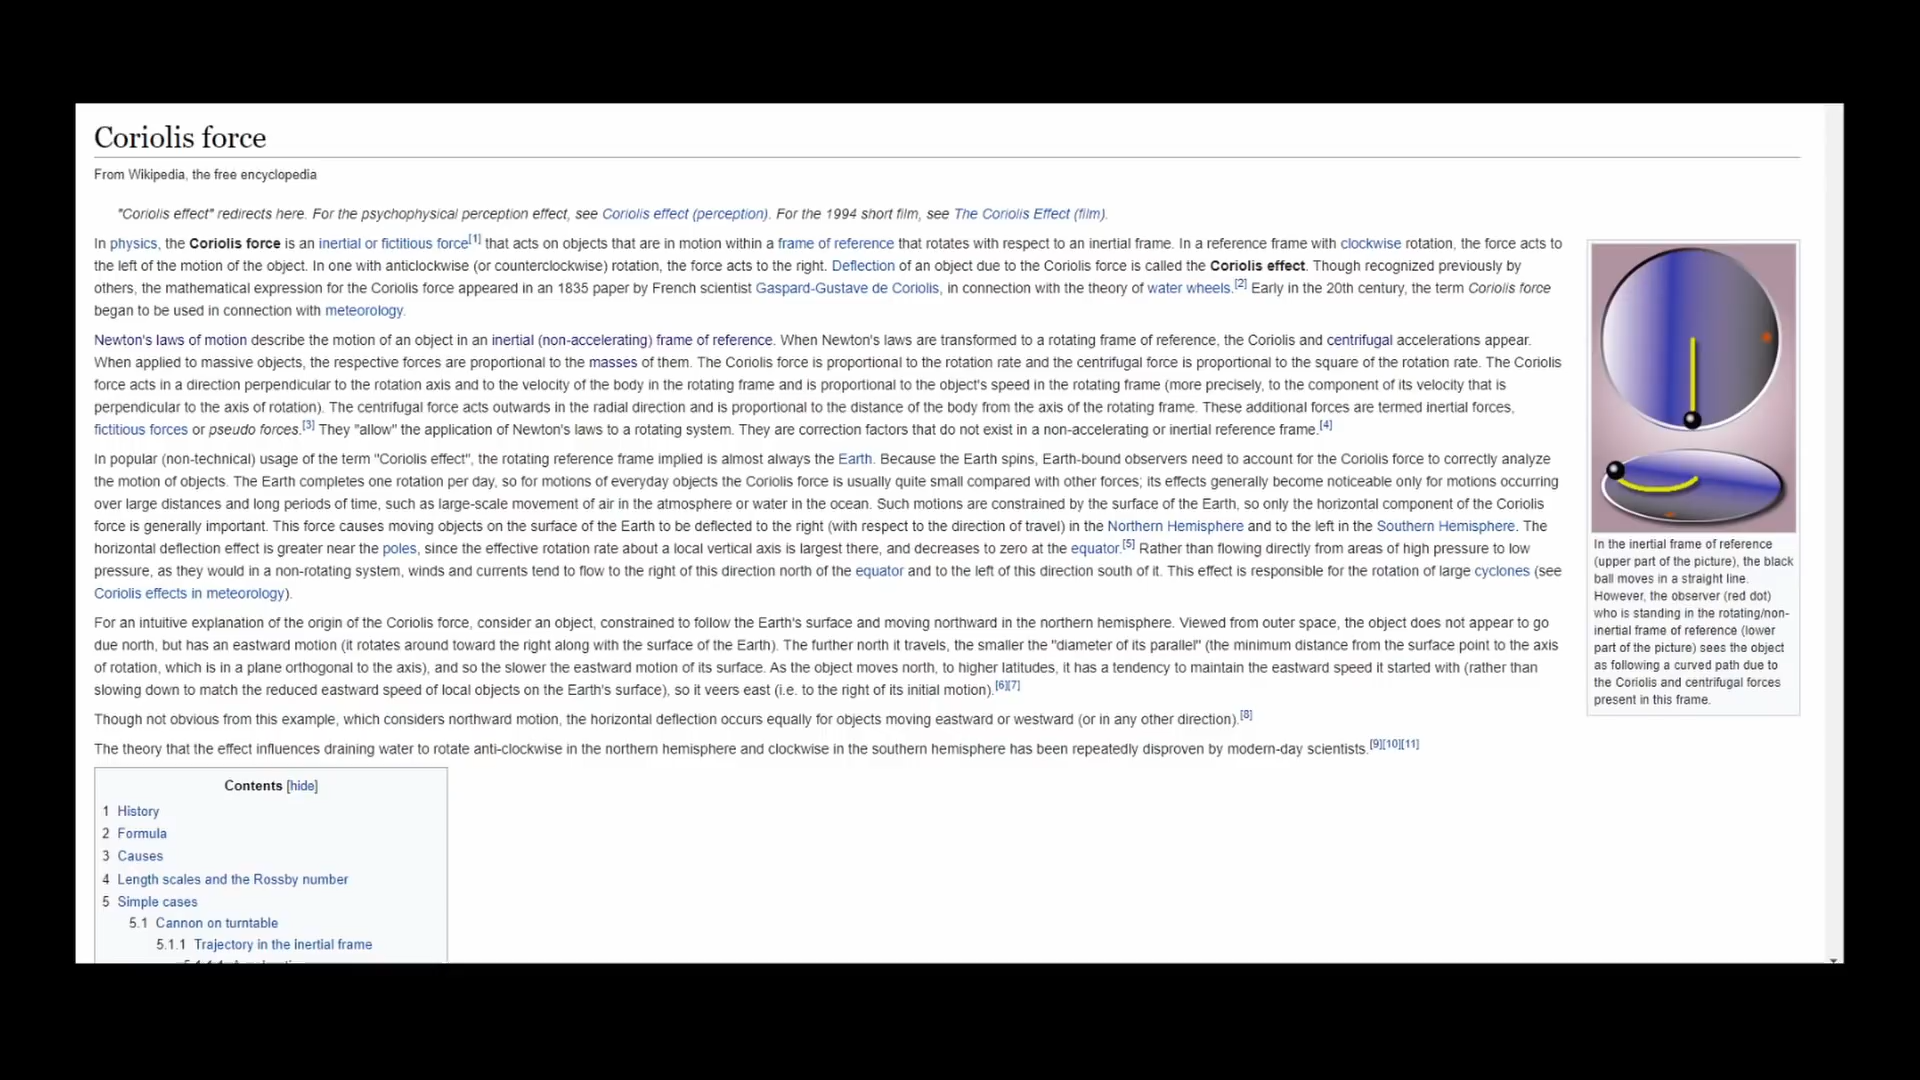 Coriolis force
From Wikipedia, the free encyclopedia
"Coriolis effect" redirects here. For the psychophysical perception effect, see Coriolis effect (perception). For the 1994 short film, see The Coriolis Effect (film).
In physics, the Coriolis force is an inertial or fictitious force[1] that acts on objects that are in motion within a frame of reference that rotates with respect to an inertial frame. In a reference frame with clockwise rotation, the force acts to
the left of the motion of the object. In one with anticlockwise (or counterclockwise) rotation, the force acts to the right. Deflection of an object due to the Coriolis force is called the Coriolis effect. Though recognized previously by
others, the mathematical expression for the Coriolis force appeared in an 1835 paper by French scientist Gaspard-Gustave de Coriolis, in connection with the theory of water wheels.[2] Early in the 20th century, the term Coriolis force
began to be used in connection with meteorology.
Newton's laws of motion describe the motion of an object in an inertial (non-accelerating) frame of reference. When Newton's laws are transformed to a rotating frame of reference, the Coriolis and centrifugal accelerations appear.
When applied to massive objects, the respective forces are proportional to the masses of them. The Coriolis force is proportional to the rotation rate and the centrifugal force is proportional to the square of the rotation rate. The Coriolis
force acts in a direction perpendicular to the rotation axis and to the velocity of the body in the rotating frame and is proportional to the object's speed in the rotating frame (more precisely, to the component of its velocity that is
perpendicular to the axis of rotation). The centrifugal force acts outwards in the radial direction and is proportional to the distance of the body from the axis of the rotating frame. These additional forces are termed inertial forces,
fictitious forces or pseudo forces.[3] They "allow" the application of Newton's laws to a rotating system. They are correction factors that do not exist in a non-accelerating or inertial reference frame.[4]
In popular (non-technical) usage of the term "Coriolis effect", the rotating reference frame implied is almost always the Earth. Because the Earth spins, Earth-bound observers need to account for the Coriolis force to correctly analyze
the motion of objects. The Earth completes one rotation per day, so for motions of everyday objects the Coriolis force is usually quite small compared with other forces; its effects generally become noticeable only for motions occurring
over large distances and long periods of time, such as large-scale movement of air in the atmosphere or water in the ocean. Such motions are constrained by the surface of the Earth, so only the horizontal component of the Coriolis
force is generally important. This force causes moving objects on the surface of the Earth to be deflected to the right (with respect to the direction of travel) in the Northern Hemisphere and to the left in the Southern Hemisphere. The
horizontal deflection effect is greater near the poles, since the effective rotation rate about a local vertical axis is largest there, and decreases to zero at the equator.[5] Rather than flowing directly from areas of high pressure to low
pressure, as they would in a non-rotating system, winds and currents tend to flow to the right of this direction north of the equator and to the left of this direction south of it. This effect is responsible for the rotation of large cyclones (see
Coriolis effects in meteorology).
For an intuitive explanation of the origin of the Coriolis force, consider an object, constrained to follow the Earth's surface and moving northward in the northern hemisphere. Viewed from outer space, the object does not appear to go
due north, but has an eastward motion (it rotates around toward the right along with the surface of the Earth). The further north it travels, the smaller the "diameter of its parallel" (the minimum distance from the surface point to the axis
of rotation, which is in a plane orthogonal to the axis), and so the slower the eastward motion of its surface. As the object moves north, to higher latitudes, it has a tendency to maintain the eastward speed it started with (rather than
slowing down to match the reduced eastward speed of local objects on the Earth's surface), so it veers east (i.e. to the right of its initial motion).[6][7]
Though not obvious from this example, which considers northward motion, the horizontal deflection occurs equally for objects moving eastward or westward (or in any other direction).[8]
The theory that the effect influences draining water to rotate anti-clockwise in the northern hemisphere and clockwise in the southern hemisphere has been repeatedly disproven by modern-day scientists.[9][10][11]
In the inertial frame of reference
(upper part of the picture), the black
ball moves in a straight line.
However, the observer (red dot)
who is standing in the rotating/non-
inertial frame of reference (lower
part of the picture) sees the object
as following a curved path due to
the Coriolis and centrifugal forces
present in this frame.
Contents [hide]
1 History
2 Formula
3 Causes
4 Length scales and the Rossby number
5 Simple cases
5.1 Cannon on turntable
5.1.1 Trajectory in the inertial frame